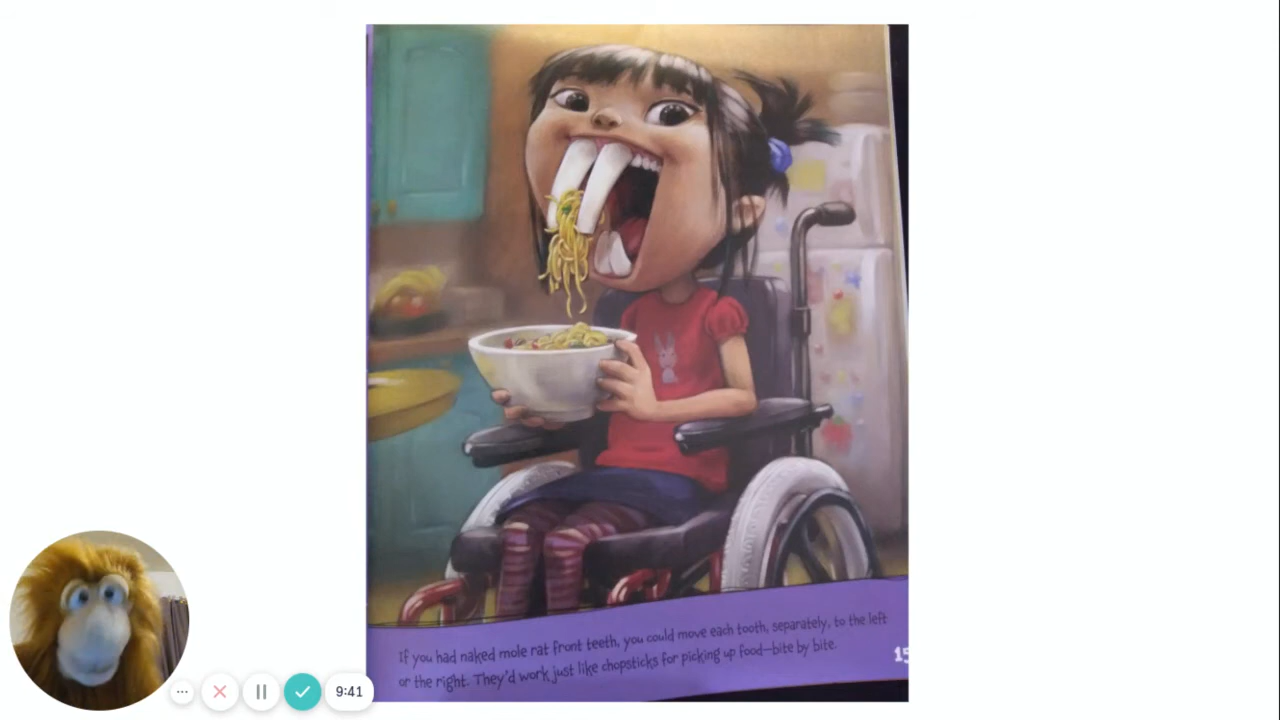 If you had naked mole rat front teeth, you could move each tooth, separately, to the left
or the right. They'd work just like chopsticks for picking up food—bite by bite.
15
9:41